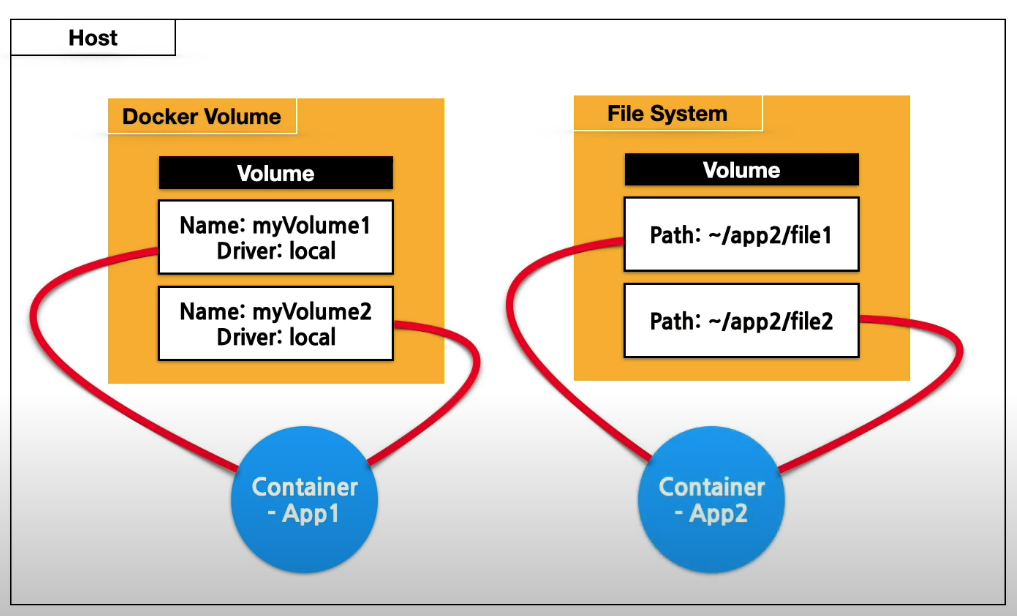 Host
Docker Volume
Volume
Name: myVolume1
Driver: local
Name: myVolume2
Driver: local
File System
Volume
Path: ~/app2/file1
Path: ~/app2/file2
Container
- App1
Container
- App2